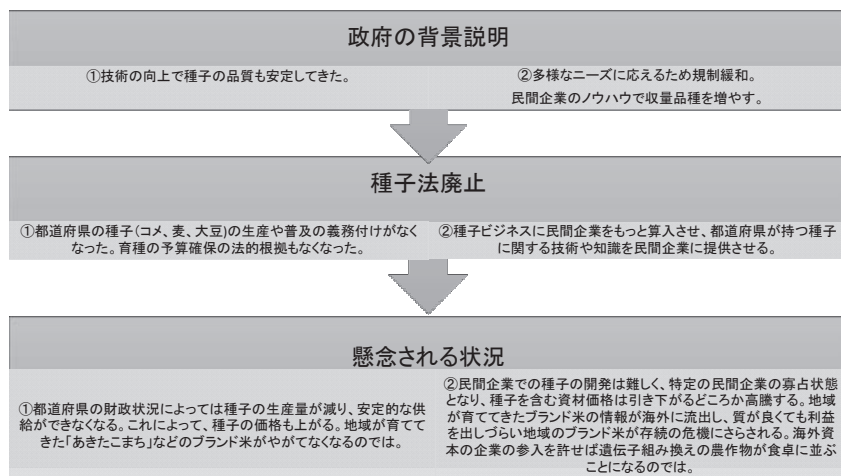 政府の背景説明
①技術の向上で種子の品質も安定してきた。
②多様なニーズに応えるため規制緩和。
民間企業のノウハウで収量品種を増やす。
種子法廃止
①都道府県の種子(コメ、麦、大豆)の生産や普及の義務付けがなく
なった。育種の予算確保の法的根拠もなくなった。
②種子ビジネスに民間企業をもっと算入させ、都道府県が持つ種子
に関する技術や知識を民間企業に提供させる。
懸念される状況
①都道府県の財政状況によっては種子の生産量が減り、安定的な供
給ができなくなる。これによって、種子の価格も上がる。地域が育てて
きた「あきたこまち」などのブランド米がやがてなくなるのでは。
②民間企業での種子の開発は難しく、特定の民間企業の寡占状態
となり、種子を含む資材価格は引き下がるどころか高騰する。地域
が育ててきたブランド米の情報が海外に流出し、質が良くても利益
を出しづらい地域のブランド米が存続の危機にさらされる。海外資
本の企業の参入を許せば遺伝子組み換えの農作物が食卓に並ぶ
ことになるのでは。